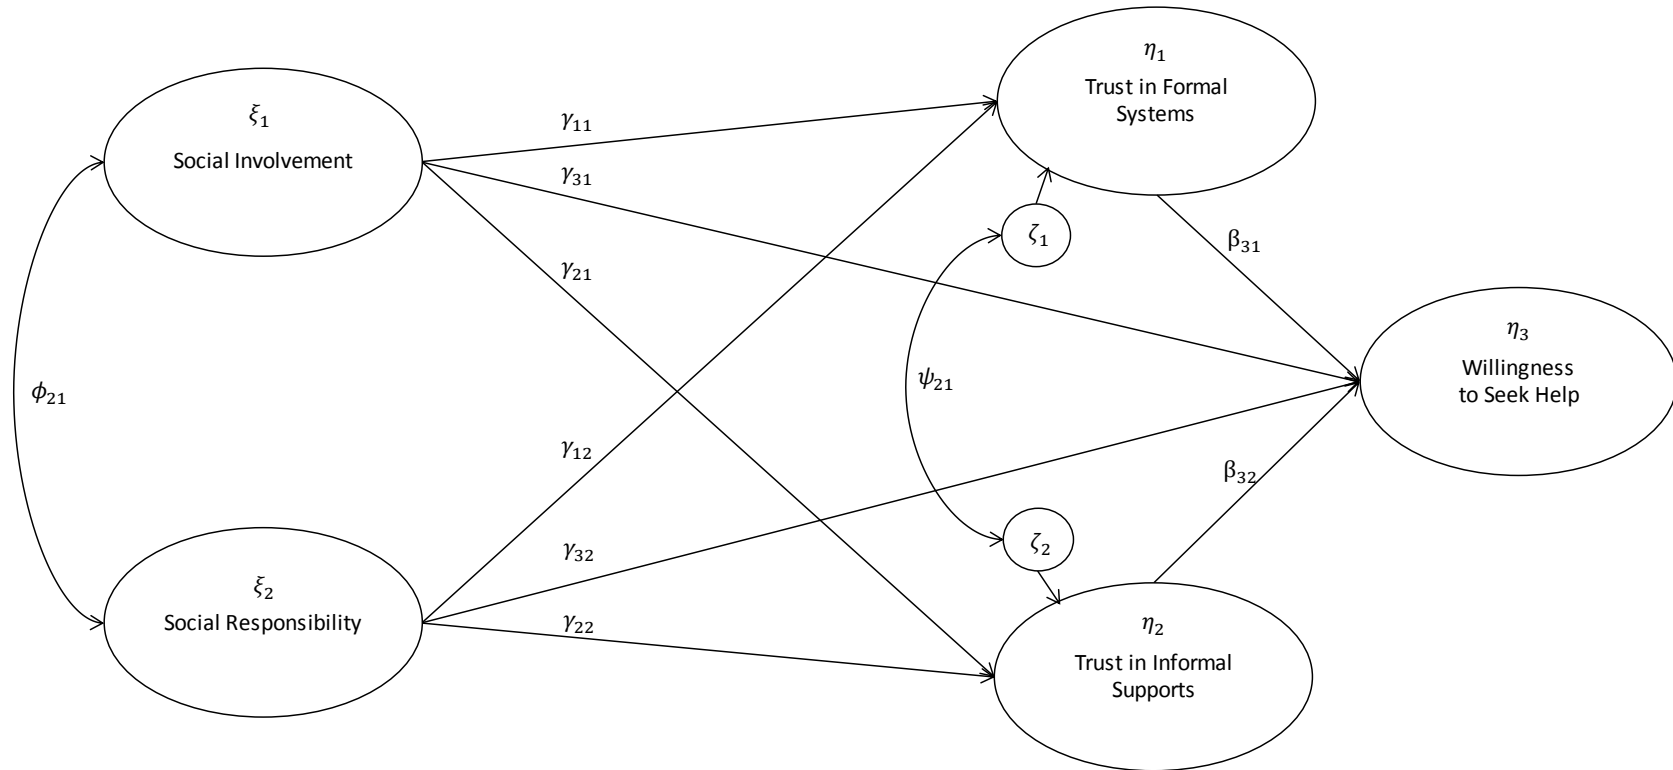 ξ₁
Social Involvement
ϕ₂₁
ξ₂
Social Responsibility
γ₁₁
γ₃₁
γ₂₁
γ₁₂
γ₃₂
γ₂₂
η₁
Trust in Formal
Systems
ζ₁
ψ₂₁
ζ₂
η₂
Trust in Informal
Supports
β₃₁
β₃₂
η₃
Willingness
to Seek Help